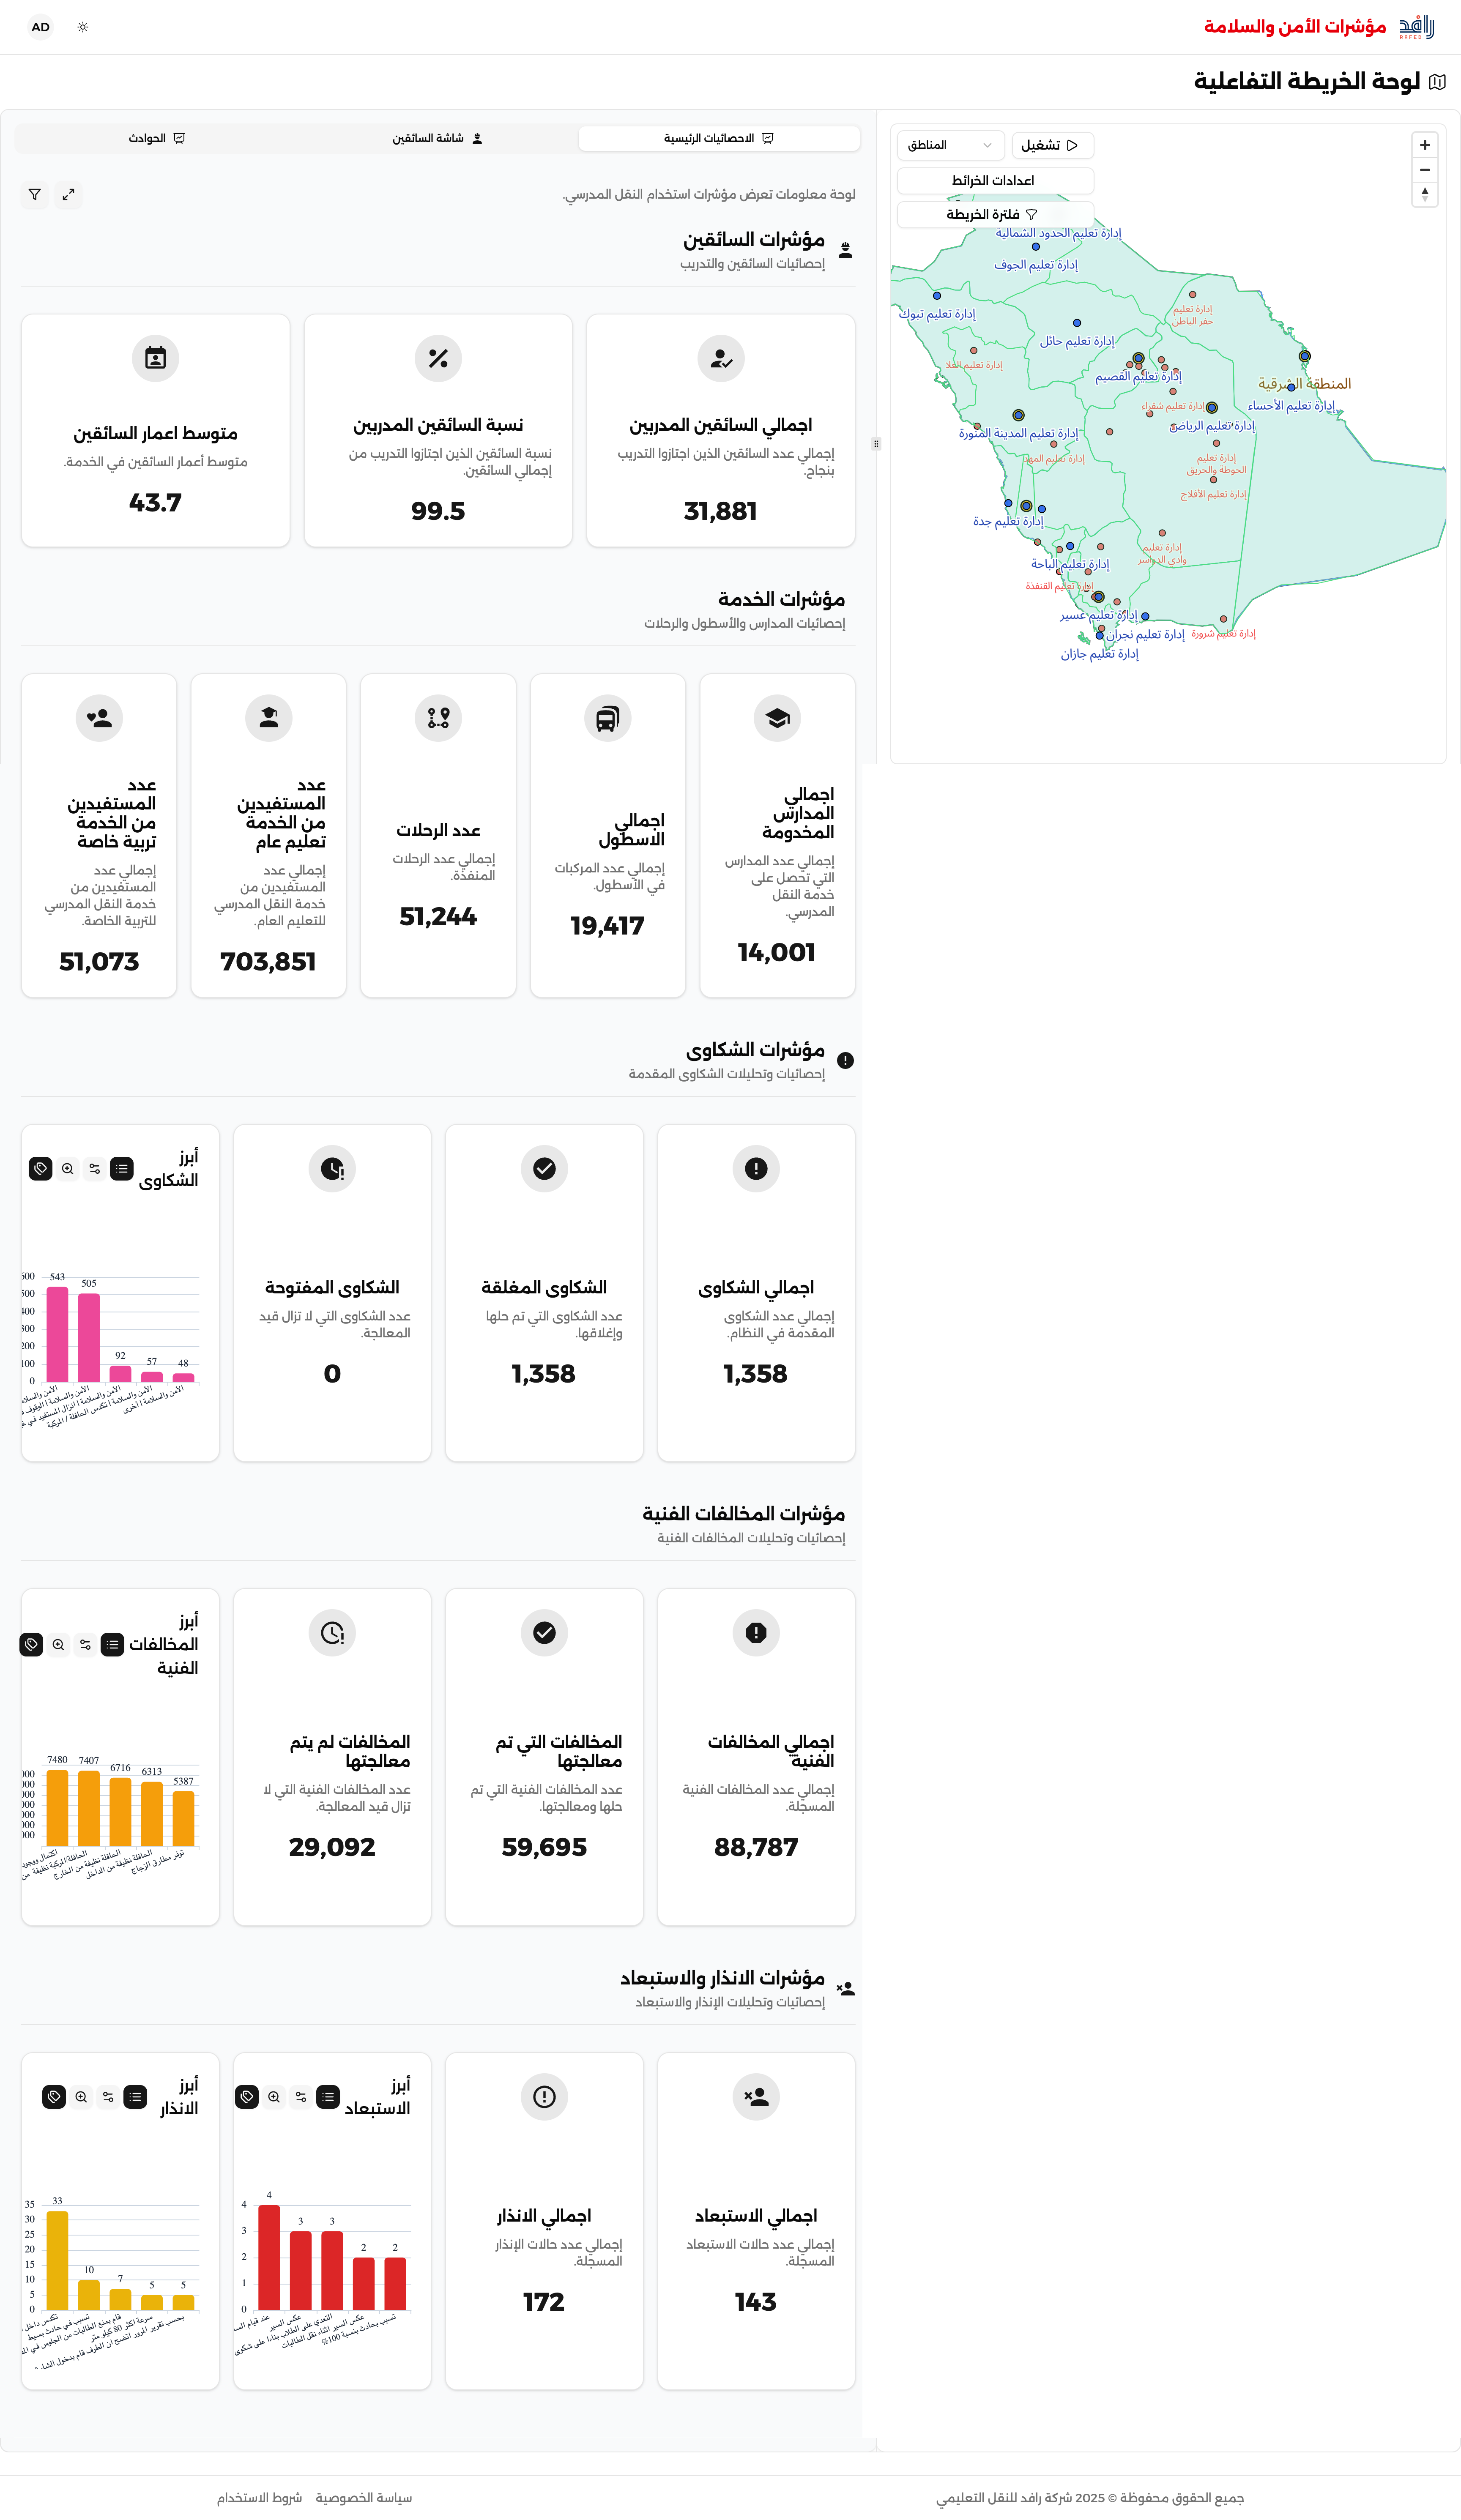 رافد
RAFED
مؤشرات الأمن والسلامة
AD
لوحة الخريطة التفاعلية
تشغيل
المناطق
اعدادات الخرائط
فلترة الخريطة
إدارة تعليم الحدود الشمالية
إدارة تعليم الجوف
إدارة تعليم تبوك
إدارة تعليم
حفر الباطن
إدارة تعليم حائل
إدارة تعليم العلا
إدارة تعليم القصيم
المنطقة الشرقية
إدارة تعليم الأحساء
إدارة تعليم شقراء
إدارة تعليم الرياض
إدارة تعليم المدينة المنورة
إدارة تعليم المهد
إدارة تعليم
الحوطة والحريق
إدارة تعليم الأفلاج
إدارة تعليم جدة
إدارة تعليم
وادي الدواسر
إدارة تعليم الباحة
إدارة تعليم القنفذة
إدارة تعليم عسير
إدارة تعليم نجران
إدارة تعليم شرورة
إدارة تعليم جازان
الاحصائيات الرئيسية
شاشة السائقين
الحوادث
لوحة معلومات تعرض مؤشرات استخدام النقل المدرسي.
مؤشرات السائقين
إحصائيات السائقين والتدريب
اجمالي السائقين المدربين
إجمالي عدد السائقين الذين اجتازوا التدريب
بنجاح.
31,881
نسبة السائقين المدربين
نسبة السائقين الذين اجتازوا التدريب من
إجمالي السائقين.
99.5
متوسط اعمار السائقين
متوسط أعمار السائقين في الخدمة.
43.7
مؤشرات الخدمة
إحصائيات المدارس والأسطول والرحلات
اجمالي
المدارس
المخدومة
إجمالي عدد المدارس
التي تحصل على
خدمة النقل
المدرسي.
14,001
اجمالي
الاسطول
إجمالي عدد المركبات
في الأسطول.
19,417
عدد الرحلات
إجمالي عدد الرحلات
المنفذة.
51,244
عدد
المستفيدين
من الخدمة
تعليم عام
إجمالي عدد
المستفيدين من
خدمة النقل المدرسي
للتعليم العام.
703,851
عدد
المستفيدين
من الخدمة
تربية خاصة
إجمالي عدد
المستفيدين من
خدمة النقل المدرسي
للتربية الخاصة.
51,073
مؤشرات الشكاوى
إحصائيات وتحليلات الشكاوى المقدمة
اجمالي الشكاوى
إجمالي عدد الشكاوى
المقدمة في النظام.
1,358
الشكاوى المغلقة
عدد الشكاوى التي تم حلها
وإغلاقها.
1,358
الشكاوى المفتوحة
عدد الشكاوى التي لا تزال قيد
المعالجة.
0
أبرز
الشكاوى
600
500
400
300
200
100
0
543
505
92
57
48
الأمن والسلامة
الأمن والسلامة | الوقوف
الأمن والسلامة | انزال المستفيد في
الأمن والسلامة | تكدس الحافلة / المركبة
الأمن والسلامة | أخرى
مؤشرات المخالفات الفنية
إحصائيات وتحليلات المخالفات الفنية
اجمالي المخالفات
الفنية
إجمالي عدد المخالفات الفنية
المسجلة.
88,787
المخالفات التي تم
معالجتها
عدد المخالفات الفنية التي تم
حلها ومعالجتها.
59,695
المخالفات لم يتم
معالجتها
عدد المخالفات الفنية التي لا
تزال قيد المعالجة.
29,092
أبرز
المخالفات
الفنية
000
000
000
000
000
000
000
7480
7407
6716
6313
5387
اكتمال ووجود
الحافلة/المركبة نظيفة من
الحافلة نظيفة من الخارج
الحافلة نظيفة من الداخل
توفر مطارق الزجاج
مؤشرات الانذار والاستبعاد
إحصائيات وتحليلات الإنذار والاستبعاد
اجمالي الاستبعاد
إجمالي عدد حالات الاستبعاد
المسجلة.
143
اجمالي الانذار
إجمالي عدد حالات الإنذار
المسجلة.
172
أبرز
الاستبعاد
4
3
2
1
0
4
3
3
2
2
عند قيام السا
عكس السير
التعدي على الطلاب بناءا على شكوى
عكس السير اثناء نقل الطالبات
تسبب بحادث بنسبة 100%
أبرز
الانذار
35
30
25
20
15
10
5
0
33
10
7
5
5
تكدس داخل
تسبب في حادث بسيط
قام بمنع الطالبات من الجلوس في
سرعة اكثر 80 كيلو متر
بحسب تقرير المرور اتضح ان الطرف قام بدخول
جميع الحقوق محفوظة © 2025 شركة رافد للنقل التعليمي
سياسة الخصوصية
شروط الاستخدام